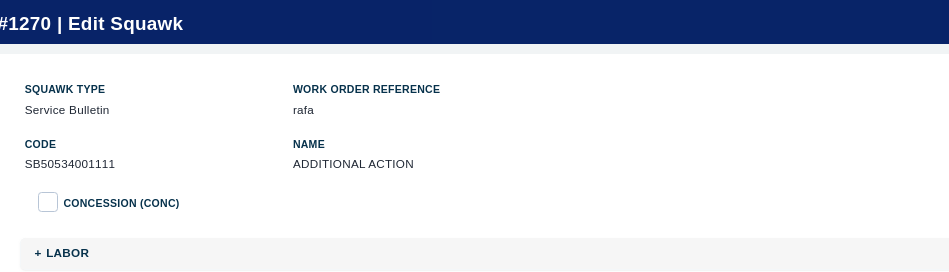 #1270 | Edit Squawk
SQUAWK TYPE
Service Bulletin
WORK ORDER REFERENCE
rafa
CODE
SB50534001111
NAME
ADDITIONAL ACTION
CONCESSION (CONC)
+ LABOR